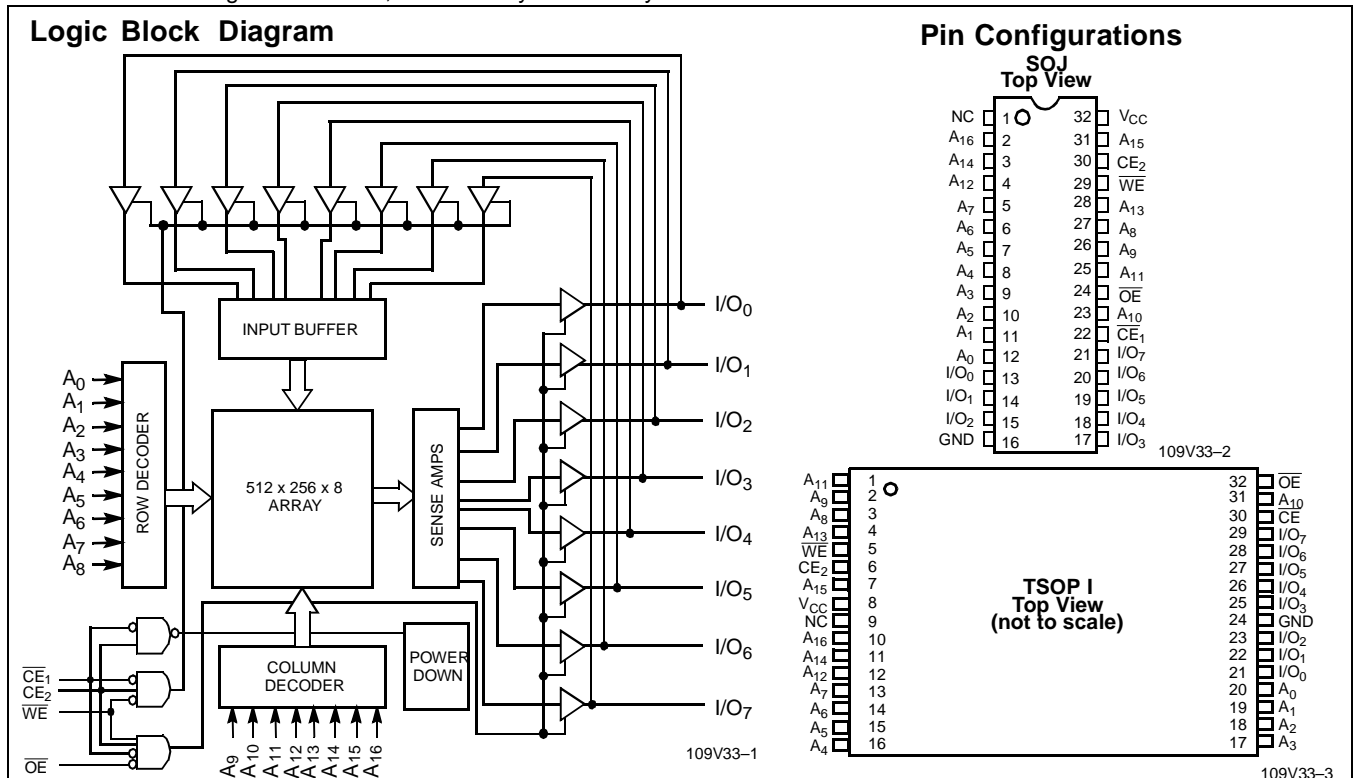 Logic Block Diagram
INPUT BUFFER
A0
A1
A2
A3
A4
A5
A6
A7
A8
ROW DECODER
512 x 256 x 8
ARRAY
SENSE AMPS
I/O0
I/O1
I/O2
I/O3
I/O4
I/O5
I/O6
I/O7
COLUMN
DECODER
POWER
DOWN
CE1
CE2
WE
OE
A9
A10
A11
A12
A13
A14
A15
A16
109V33–1
Pin Configurations
SOJ
Top View
NC 1 32 VCC
A16 2 31 A15
A14 3 30 CE2
A12 4 29 WE
A7 5 28 A13
A6 6 27 A8
A5 7 26 A9
A4 8 25 A11
A3 9 24 OE
A2 10 23 A10
A1 11 22 CE1
A0 12 21 I/O7
I/O0 13 20 I/O6
I/O1 14 19 I/O5
I/O2 15 18 I/O4
GND 16 17 I/O3
109V33–2
TSOP I
Top View
(not to scale)
A11 1 32 OE
A9 2 31 A10
A8 3 30 CE
A13 4 29 I/O7
WE 5 28 I/O6
CE2 6 27 I/O5
A15 7 26 I/O4
VCC 8 25 I/O3
NC 9 24 GND
A16 10 23 I/O2
A14 11 22 I/O1
A12 12 21 I/O0
A7 13 20 A0
A6 14 19 A1
A5 15 18 A2
A4 16 17 A3
109V33–3